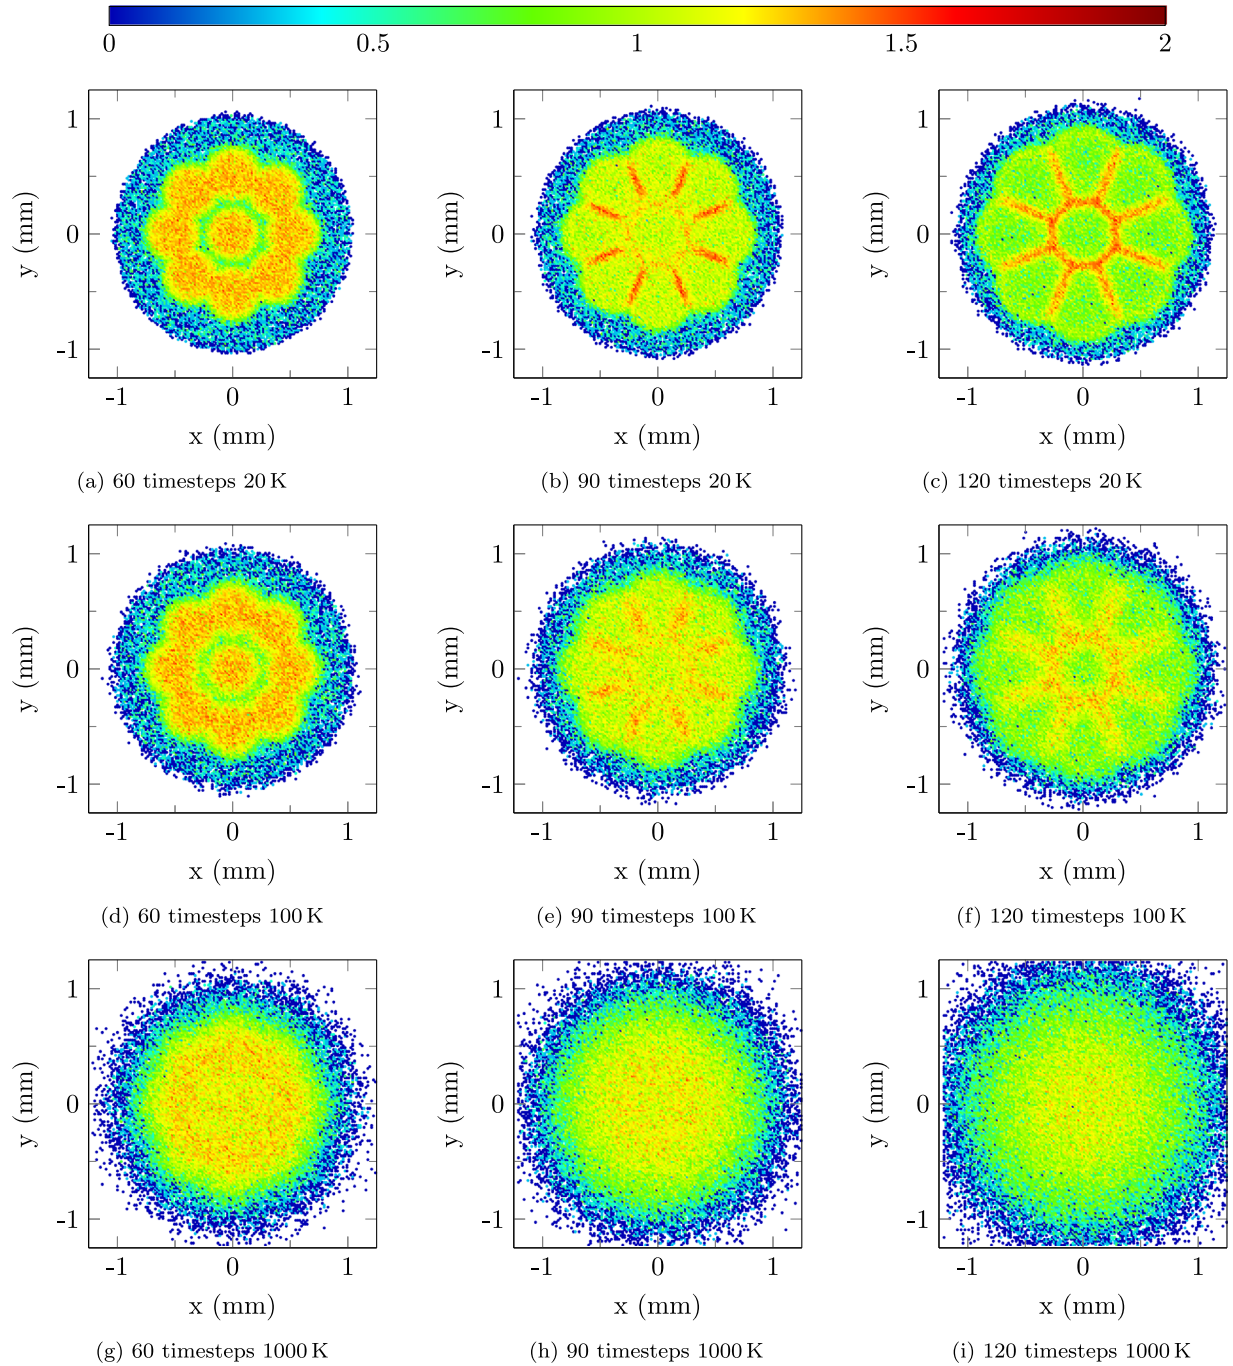 0 0.5 1 1.5 2
1 1 1
y (mm) 0 y (mm) 0 y (mm) 0
-1 -1 -1
-1 0 1 -1 0 1 -1 0 1
x (mm) x (mm) x (mm)
(a) 60 timesteps 20 K (b) 90 timesteps 20 K (c) 120 timesteps 20 K
1 1 1
y (mm) 0 y (mm) 0 y (mm) 0
-1 -1 -1
-1 0 1 -1 0 1 -1 0 1
x (mm) x (mm) x (mm)
(d) 60 timesteps 100 K (e) 90 timesteps 100 K (f) 120 timesteps 100 K
1 1 1
y (mm) 0 y (mm) 0 y (mm) 0
-1 -1 -1
-1 0 1 -1 0 1 -1 0 1
x (mm) x (mm) x (mm)
(g) 60 timesteps 1000 K (h) 90 timesteps 1000 K (i) 120 timesteps 1000 K